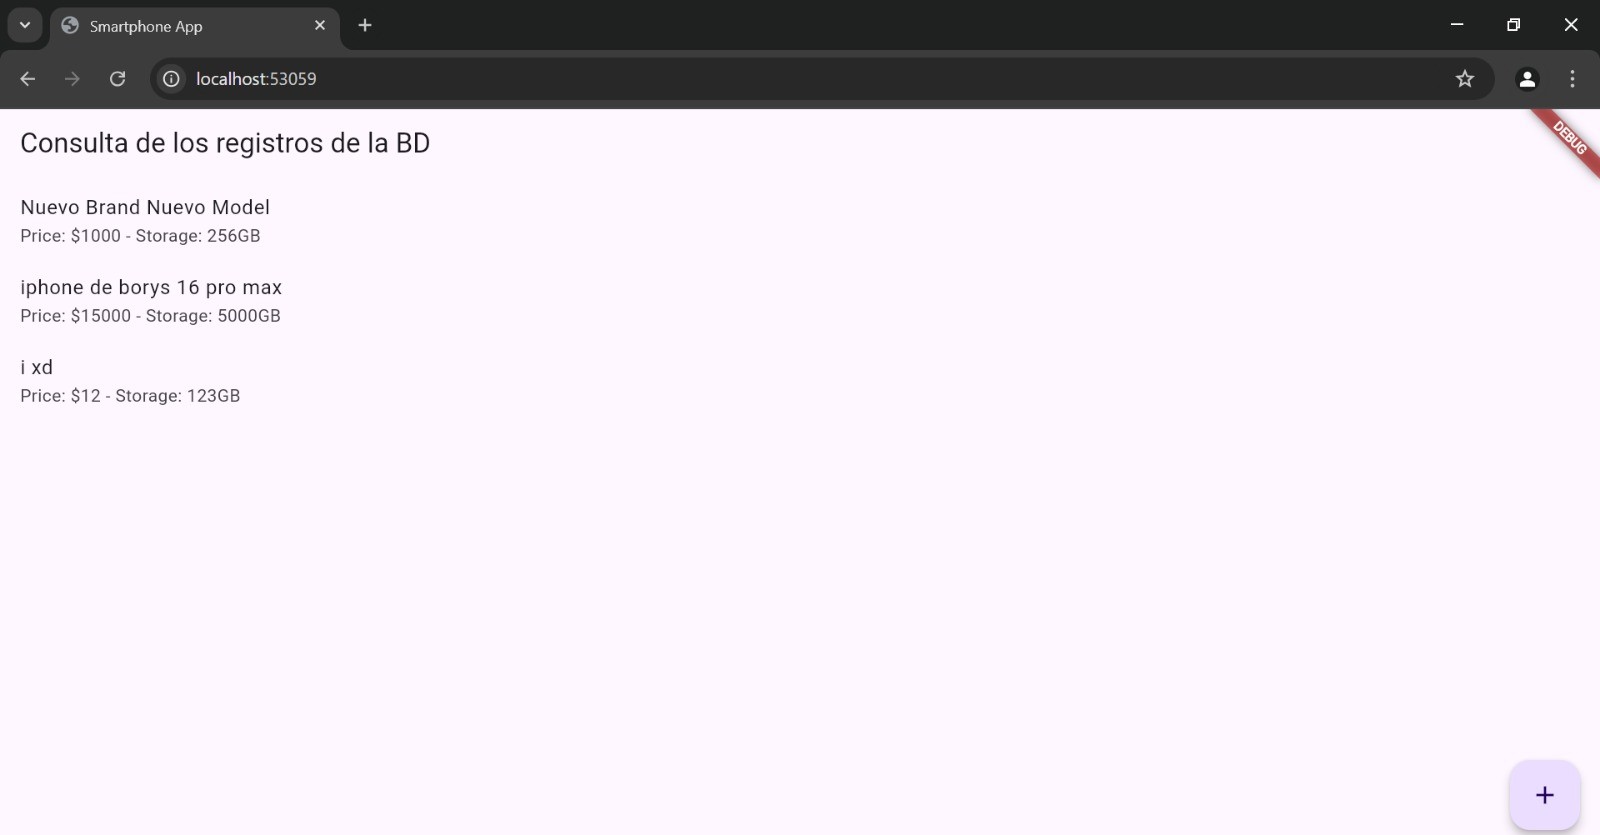 Smartphone App
localhost:53059
DEBUG
Consulta de los registros de la BD
Nuevo Brand Nuevo Model
Price: $1000 - Storage: 256GB
iphone de borys 16 pro max
Price: $15000 - Storage: 5000GB
i xd
Price: $12 - Storage: 123GB